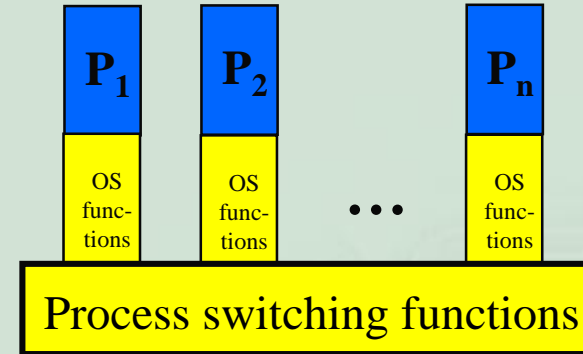 P1 P2 Pn
OS OS OS
func- func- ... func-
tions tions tions
Process switching functions